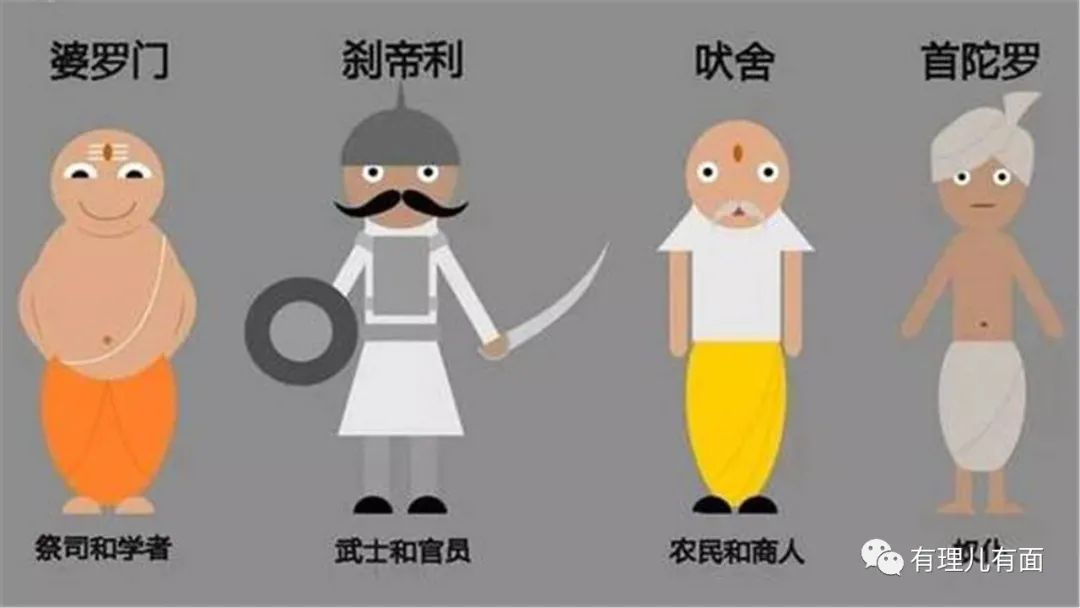 婆罗门
刹帝利
吠舍
首陀罗
祭司和学者
武士和官员
农民和商人
有理儿有面